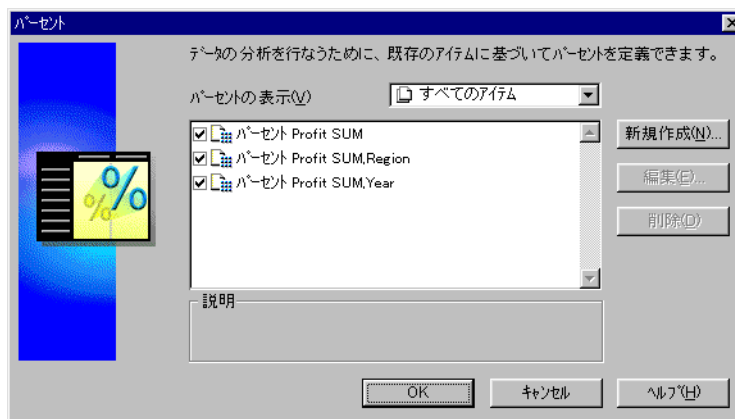 ﾊﾟｰｾﾝﾄ
ﾃﾞｰﾀの分析を行なうために、既存のｱｲﾃﾑに基づいてﾊﾟｰｾﾝﾄを定義できます。
ﾊﾟｰｾﾝﾄの表示(V)
すべてのｱｲﾃﾑ
ﾊﾟｰｾﾝﾄ Profit SUM
ﾊﾟｰｾﾝﾄ Profit SUM,Region
ﾊﾟｰｾﾝﾄ Profit SUM,Year
新規作成(N)...
編集(E)...
削除(D)
%
%
説明
OK
ｷｬﾝｾﾙ
ﾍﾙﾌﾟ(H)